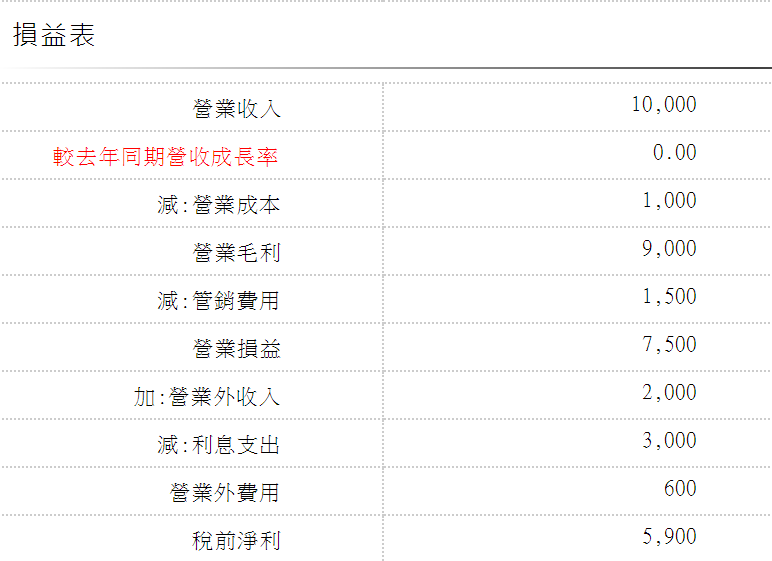 損益表
營業收入 10,000
較去年同期營收成長率 0.00
減:營業成本 1,000
營業毛利 9,000
減:管銷費用 1,500
營業損益 7,500
加:營業外收入 2,000
減:利息支出 3,000
營業外費用 600
稅前淨利 5,900